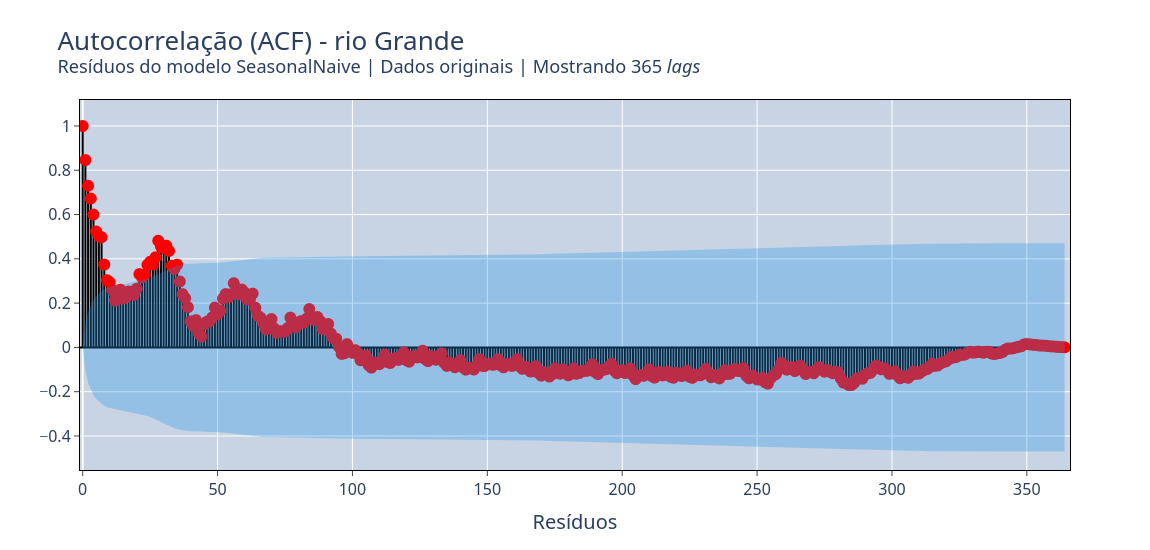 Autocorrelação (ACF) - rio Grande
Resíduos do modelo SeasonalNaive | Dados originais | Mostrando 365 lags
1
0.8
0.6
0.4
0.2
0
−0.2
−0.4
0 50 100 150 200 250 300 350
Resíduos